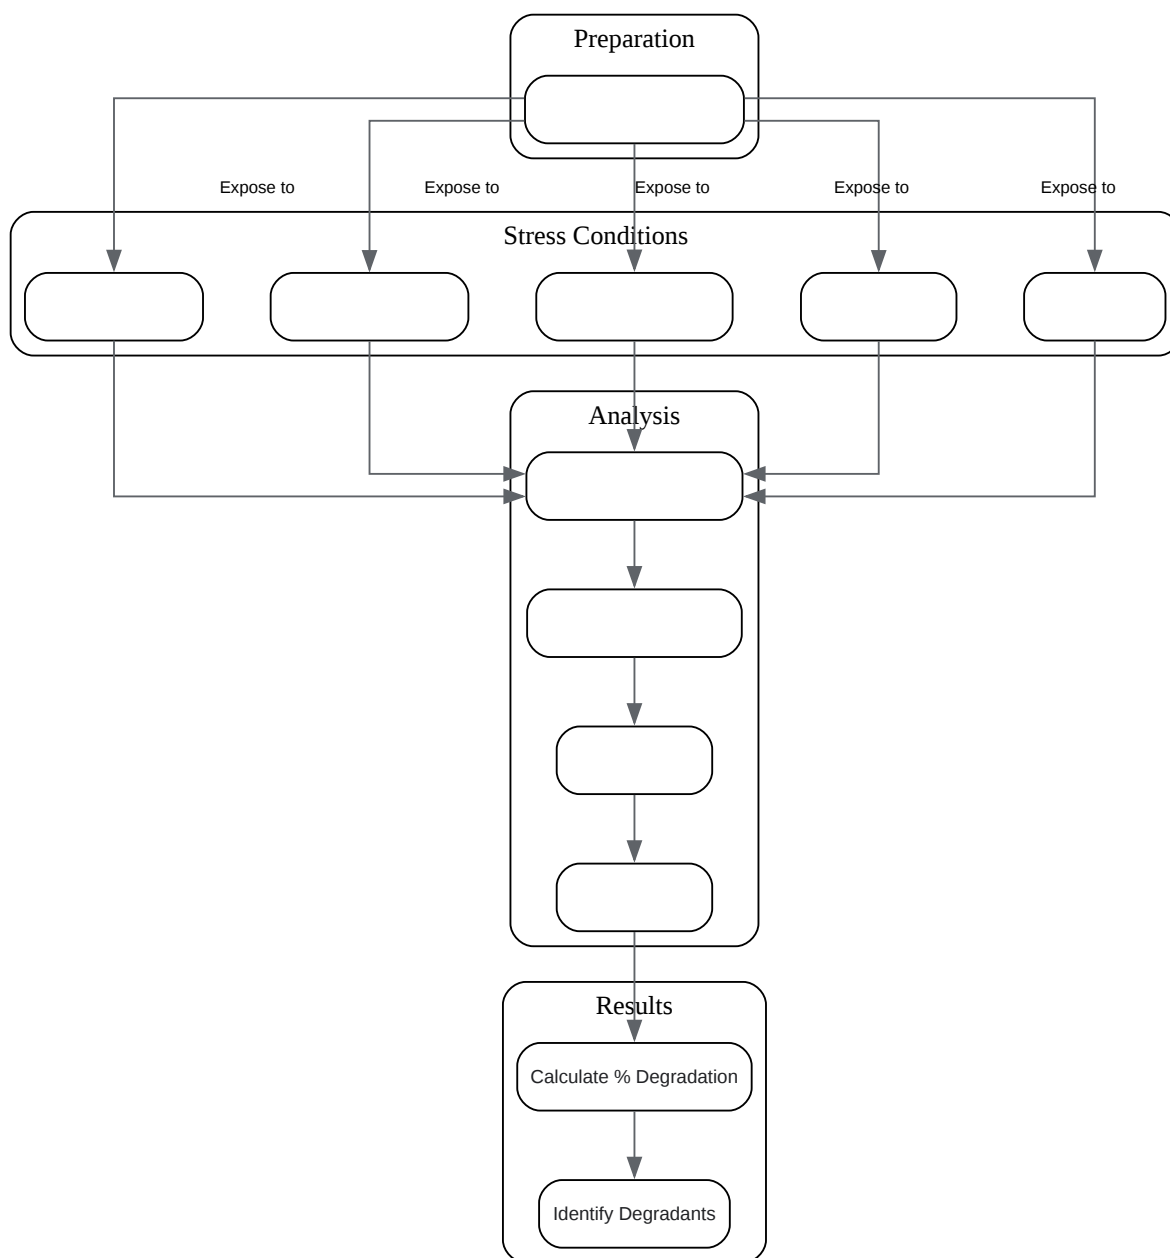 Preparation
Expose to
Expose to
Expose to
Expose to
Expose to
Stress Conditions
Analysis
Results
Calculate % Degradation
Identify Degradants